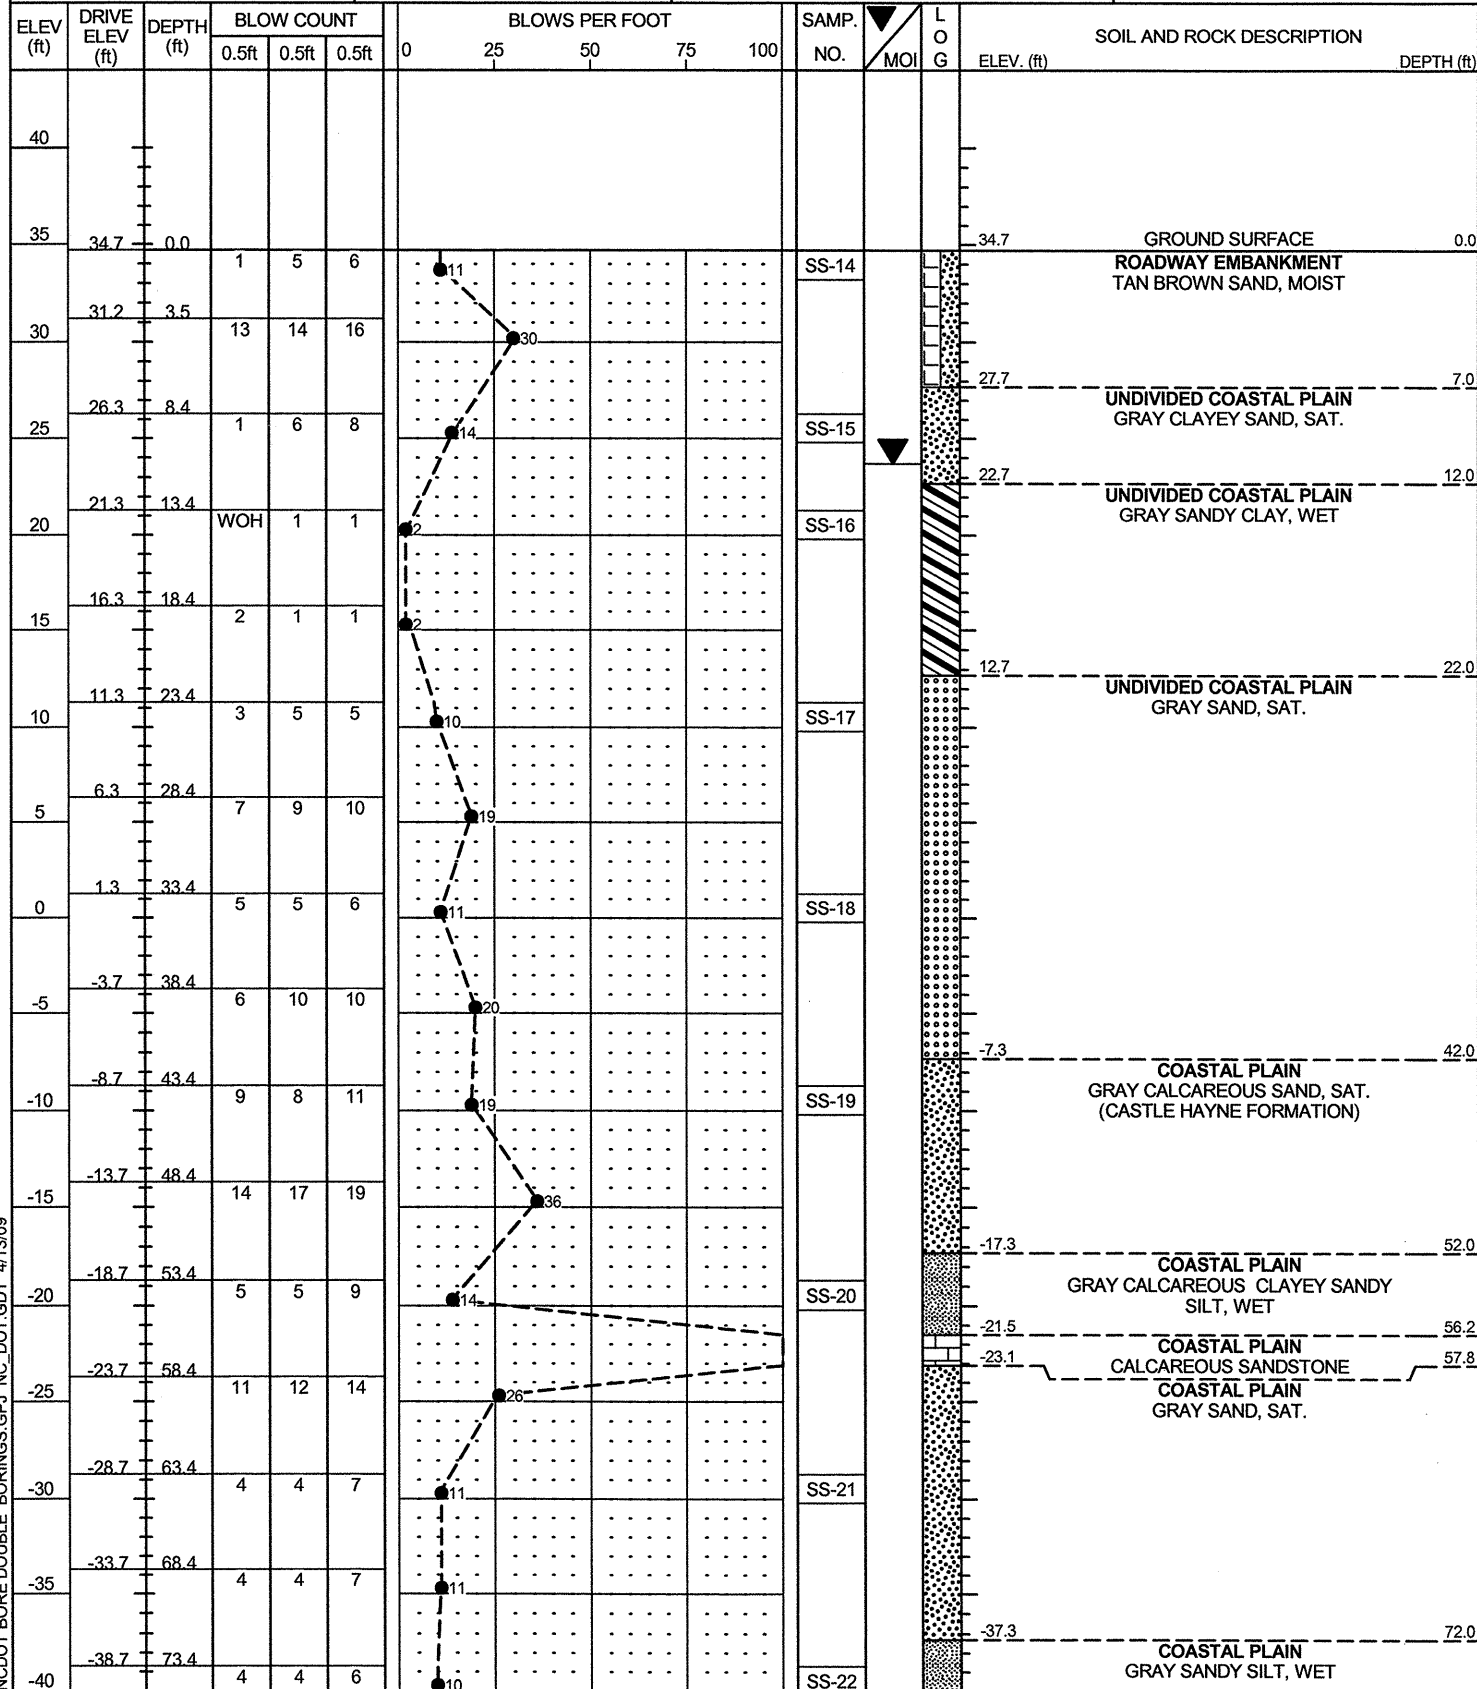 ELEV (ft) DRIVE ELEV (ft) DEPTH (ft) BLOW COUNT BLOWS PER FOOT SAMP. NO. MOI LOG SOIL AND ROCK DESCRIPTION
0.5ft 0.5ft 0.5ft 0 25 50 75 100 ELEV. (ft) DEPTH (ft)
40
35 34.7 0.0 34.7 GROUND SURFACE 0.0
1 5 6 11 SS-14 ROADWAY EMBANKMENT
TAN BROWN SAND, MOIST
31.2 3.5
30 13 14 16 30
27.7 7.0
26.3 8.4 UNDIVIDED COASTAL PLAIN
GRAY CLAYEY SAND, SAT.
25 1 6 8 14 SS-15
22.7 12.0
21.3 13.4 UNDIVIDED COASTAL PLAIN
20 WOH 1 1 2 SS-16 GRAY SANDY CLAY, WET
16.3 18.4
15 2 1 1 2
12.7 22.0
11.3 23.4 UNDIVIDED COASTAL PLAIN
10 3 5 5 10 SS-17 GRAY SAND, SAT.
6.3 28.4
5 7 9 10 19
1.3 33.4
0 5 5 6 11 SS-18
-3.7 38.4
-5 6 10 10 20
-7.3 42.0
-8.7 43.4 COASTAL PLAIN
GRAY CALCAREOUS SAND, SAT.
-10 9 8 11 19 SS-19 (CASTLE HAYNE FORMATION)
-13.7 48.4
-15 14 17 19 36
-17.3 52.0
-18.7 53.4 COASTAL PLAIN
GRAY CALCAREOUS CLAYEY SANDY
-20 5 5 9 14 SS-20 SILT, WET
-21.5 56.2
COASTAL PLAIN
-23.1 CALCAREOUS SANDSTONE 57.8
-23.7 58.4
-25 11 12 14 26 COASTAL PLAIN
GRAY SAND, SAT.
-28.7 63.4
-30 4 4 7 11 SS-21
-33.7 68.4
-35 4 4 7 11
-37.3 72.0
-38.7 73.4 COASTAL PLAIN
-40 4 4 6 10 SS-22 GRAY SANDY SILT, WET
NCDOT BORE DOUBLE BORINGS.GPJ NC_DOT.GDT 4/13/09